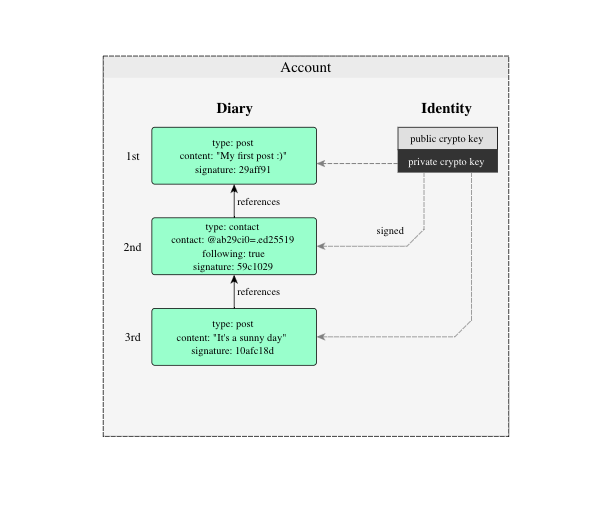 Account
Diary
Identity
public crypto key
private crypto key
1st
type: post
content: "My first post :)"
signature: 29aff91
references
2nd
type: contact
contact: @ab29ci0=.ed25519
following: true
signature: 59c1029
signed
references
3rd
type: post
content: "It's a sunny day"
signature: 10afc18d